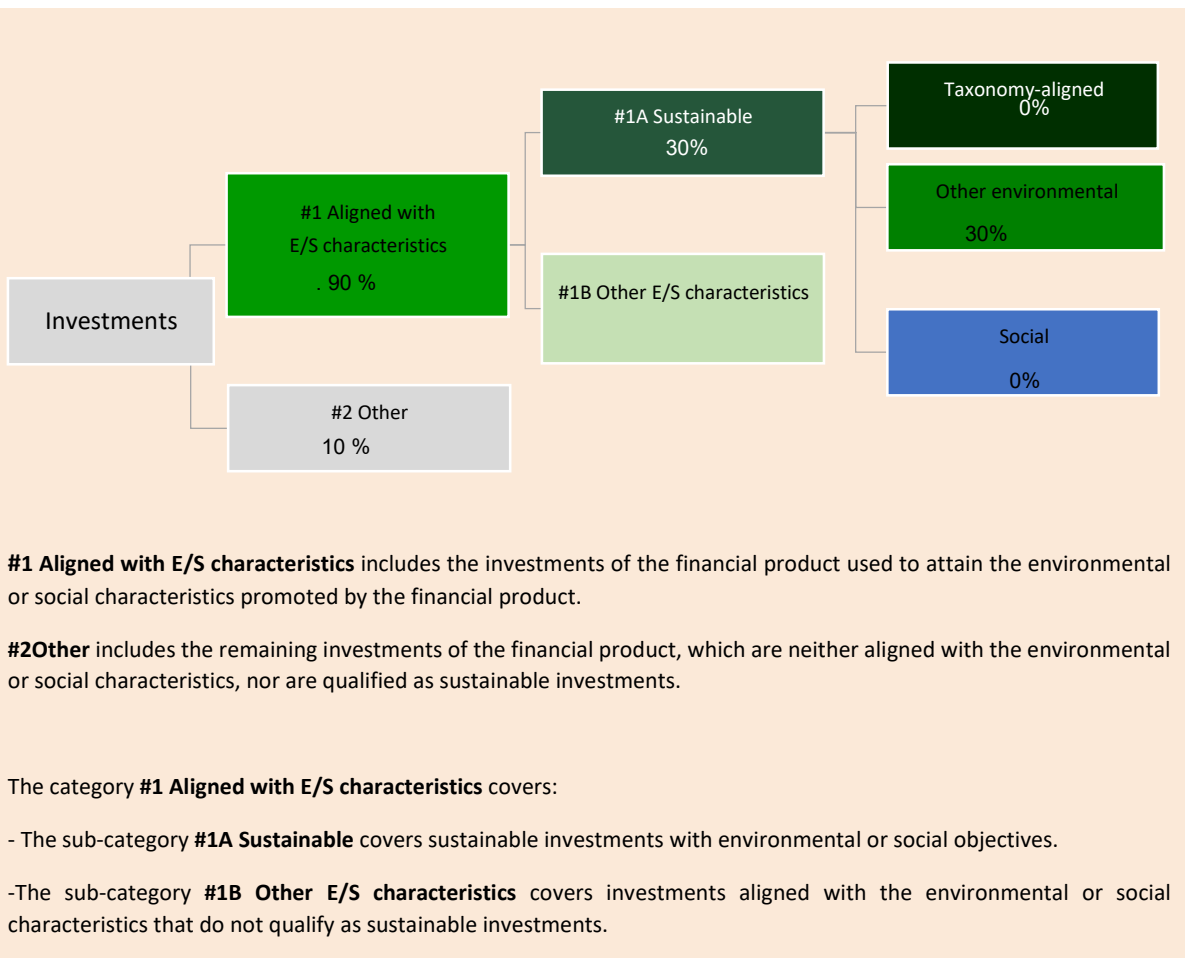 Investments
#1 Aligned with
E/S characteristics
. 90 %
#2 Other
10 %
#1A Sustainable
30%
#1B Other E/S characteristics
Taxonomy-aligned
0%
Other environmental
30%
Social
0%
#1 Aligned with E/S characteristics includes the investments of the financial product used to attain the environmental
or social characteristics promoted by the financial product.
#2Other includes the remaining investments of the financial product, which are neither aligned with the environmental
or social characteristics, nor are qualified as sustainable investments.
The category #1 Aligned with E/S characteristics covers:
- The sub-category #1A Sustainable covers sustainable investments with environmental or social objectives.
-The sub-category #1B Other E/S characteristics covers investments aligned with the environmental or social
characteristics that do not qualify as sustainable investments.